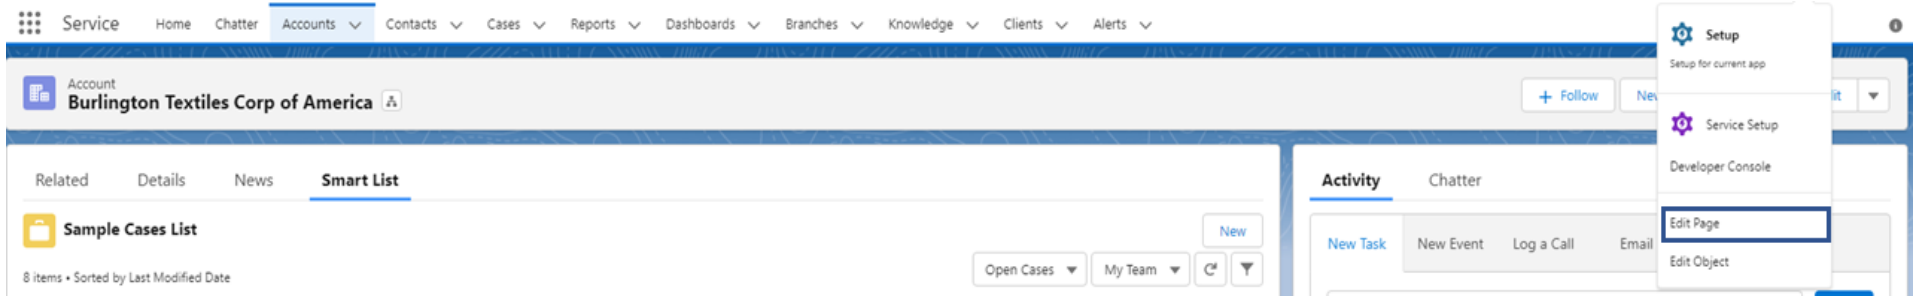 Service Home Chatter Accounts Contacts Cases Reports Dashboards Branches Knowledge Clients Alerts
Setup
Setup for current app
Service Setup
Developer Console
Edit Page
Edit Object
Account
Burlington Textiles Corp of America
+ Follow
Related Details News Smart List
Sample Cases List
New
8 items • Sorted by Last Modified Date
Open Cases My Team
Activity Chatter
New Task New Event Log a Call Email